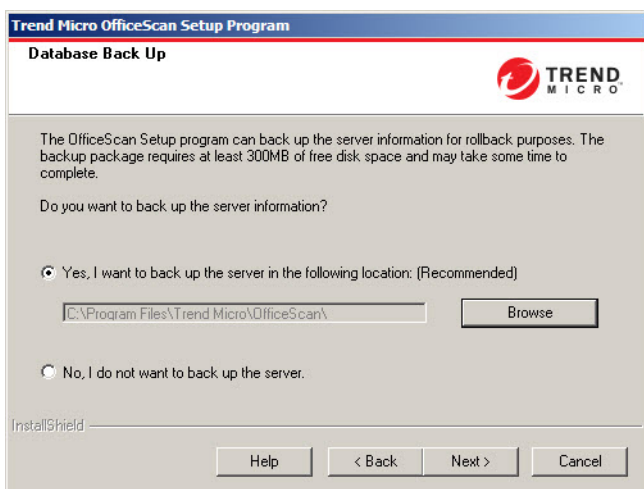 Trend Micro OfficeScan Setup Program
Database Back Up
TREND
MICRO™
The OfficeScan Setup program can back up the server information for rollback purposes. The
backup package requires at least 300MB of free disk space and may take some time to
complete.
Do you want to back up the server information?
Yes, I want to back up the server in the following location: (Recommended)
C:\Program Files\Trend Micro\OfficeScan\
Browse
No, I do not want to back up the server.
InstallShield
Help
< Back
Next >
Cancel